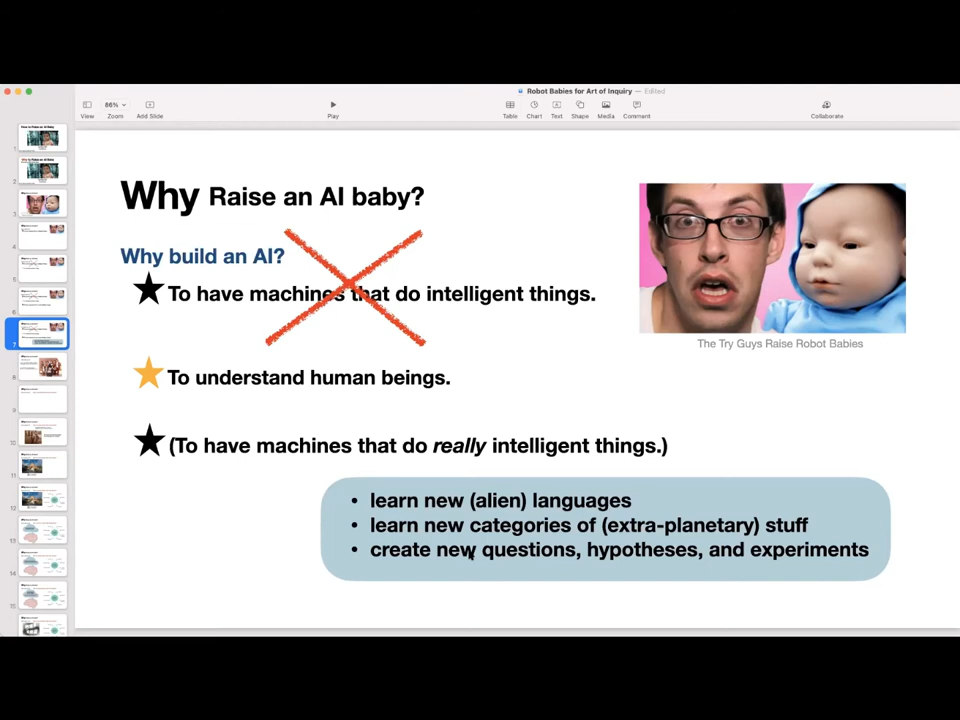 Robot Babies for Art of Inquiry — Edited
86%
View
Zoom
Add Slide
Play
Table
Chart
Text
Shape
Media
Comment
Collaborate
Why Raise an AI baby?
Why build an AI?
To have machines that do intelligent things.
The Try Guys Raise Robot Babies
To understand human beings.
(To have machines that do really intelligent things.)
• learn new (alien) languages
• learn new categories of (extra-planetary) stuff
• create new questions, hypotheses, and experiments